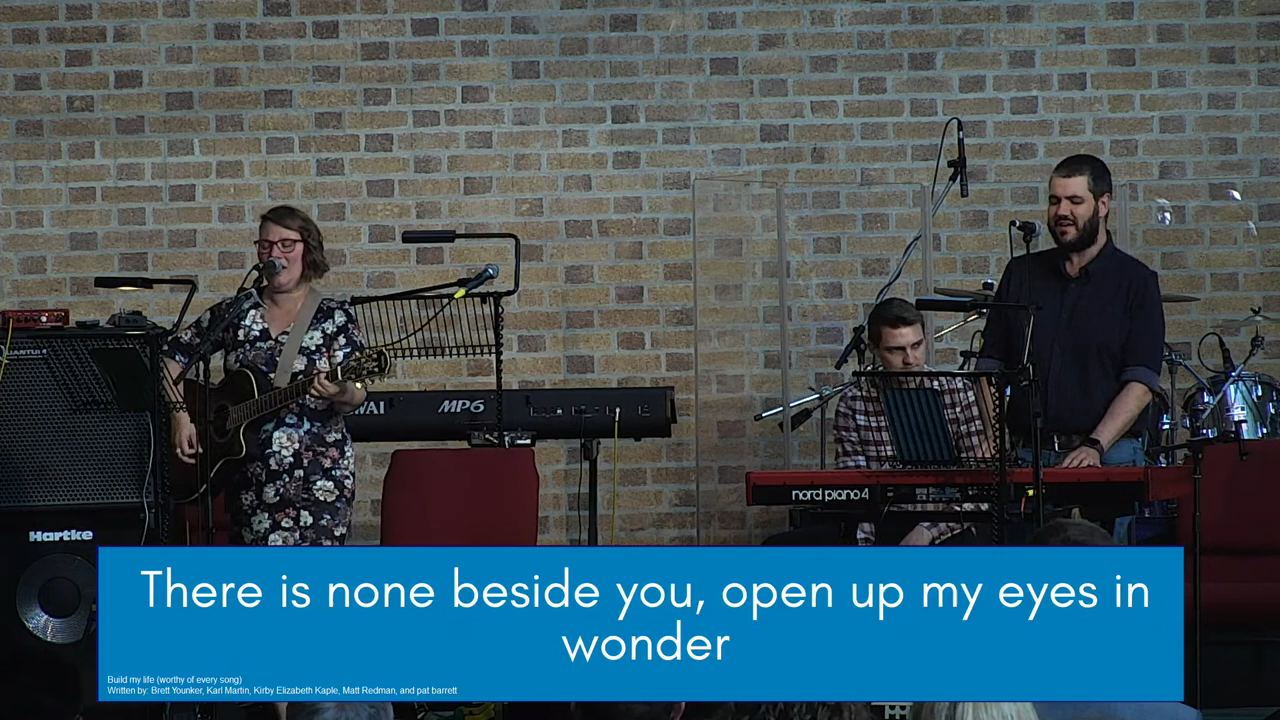 KAWAI MP6
nord piano 4
Hartke
There is none beside you, open up my eyes in
wonder
Build my life (worthy of every song)
Written by: Brett Younker, Karl Martin, Kirby Elizabeth Kaple, Matt Redman, and pat barrett